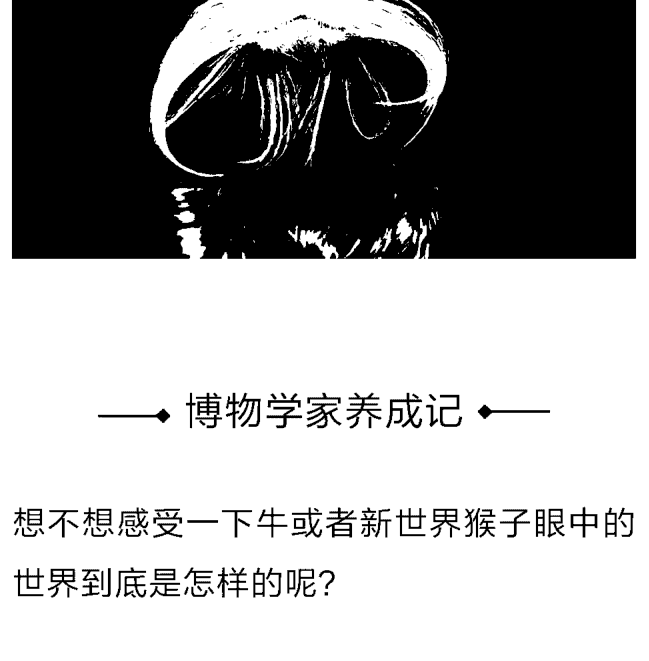 博物学家养成记
想不想感受一下牛或者新世界猴子眼中的
世界到底是怎样的呢?